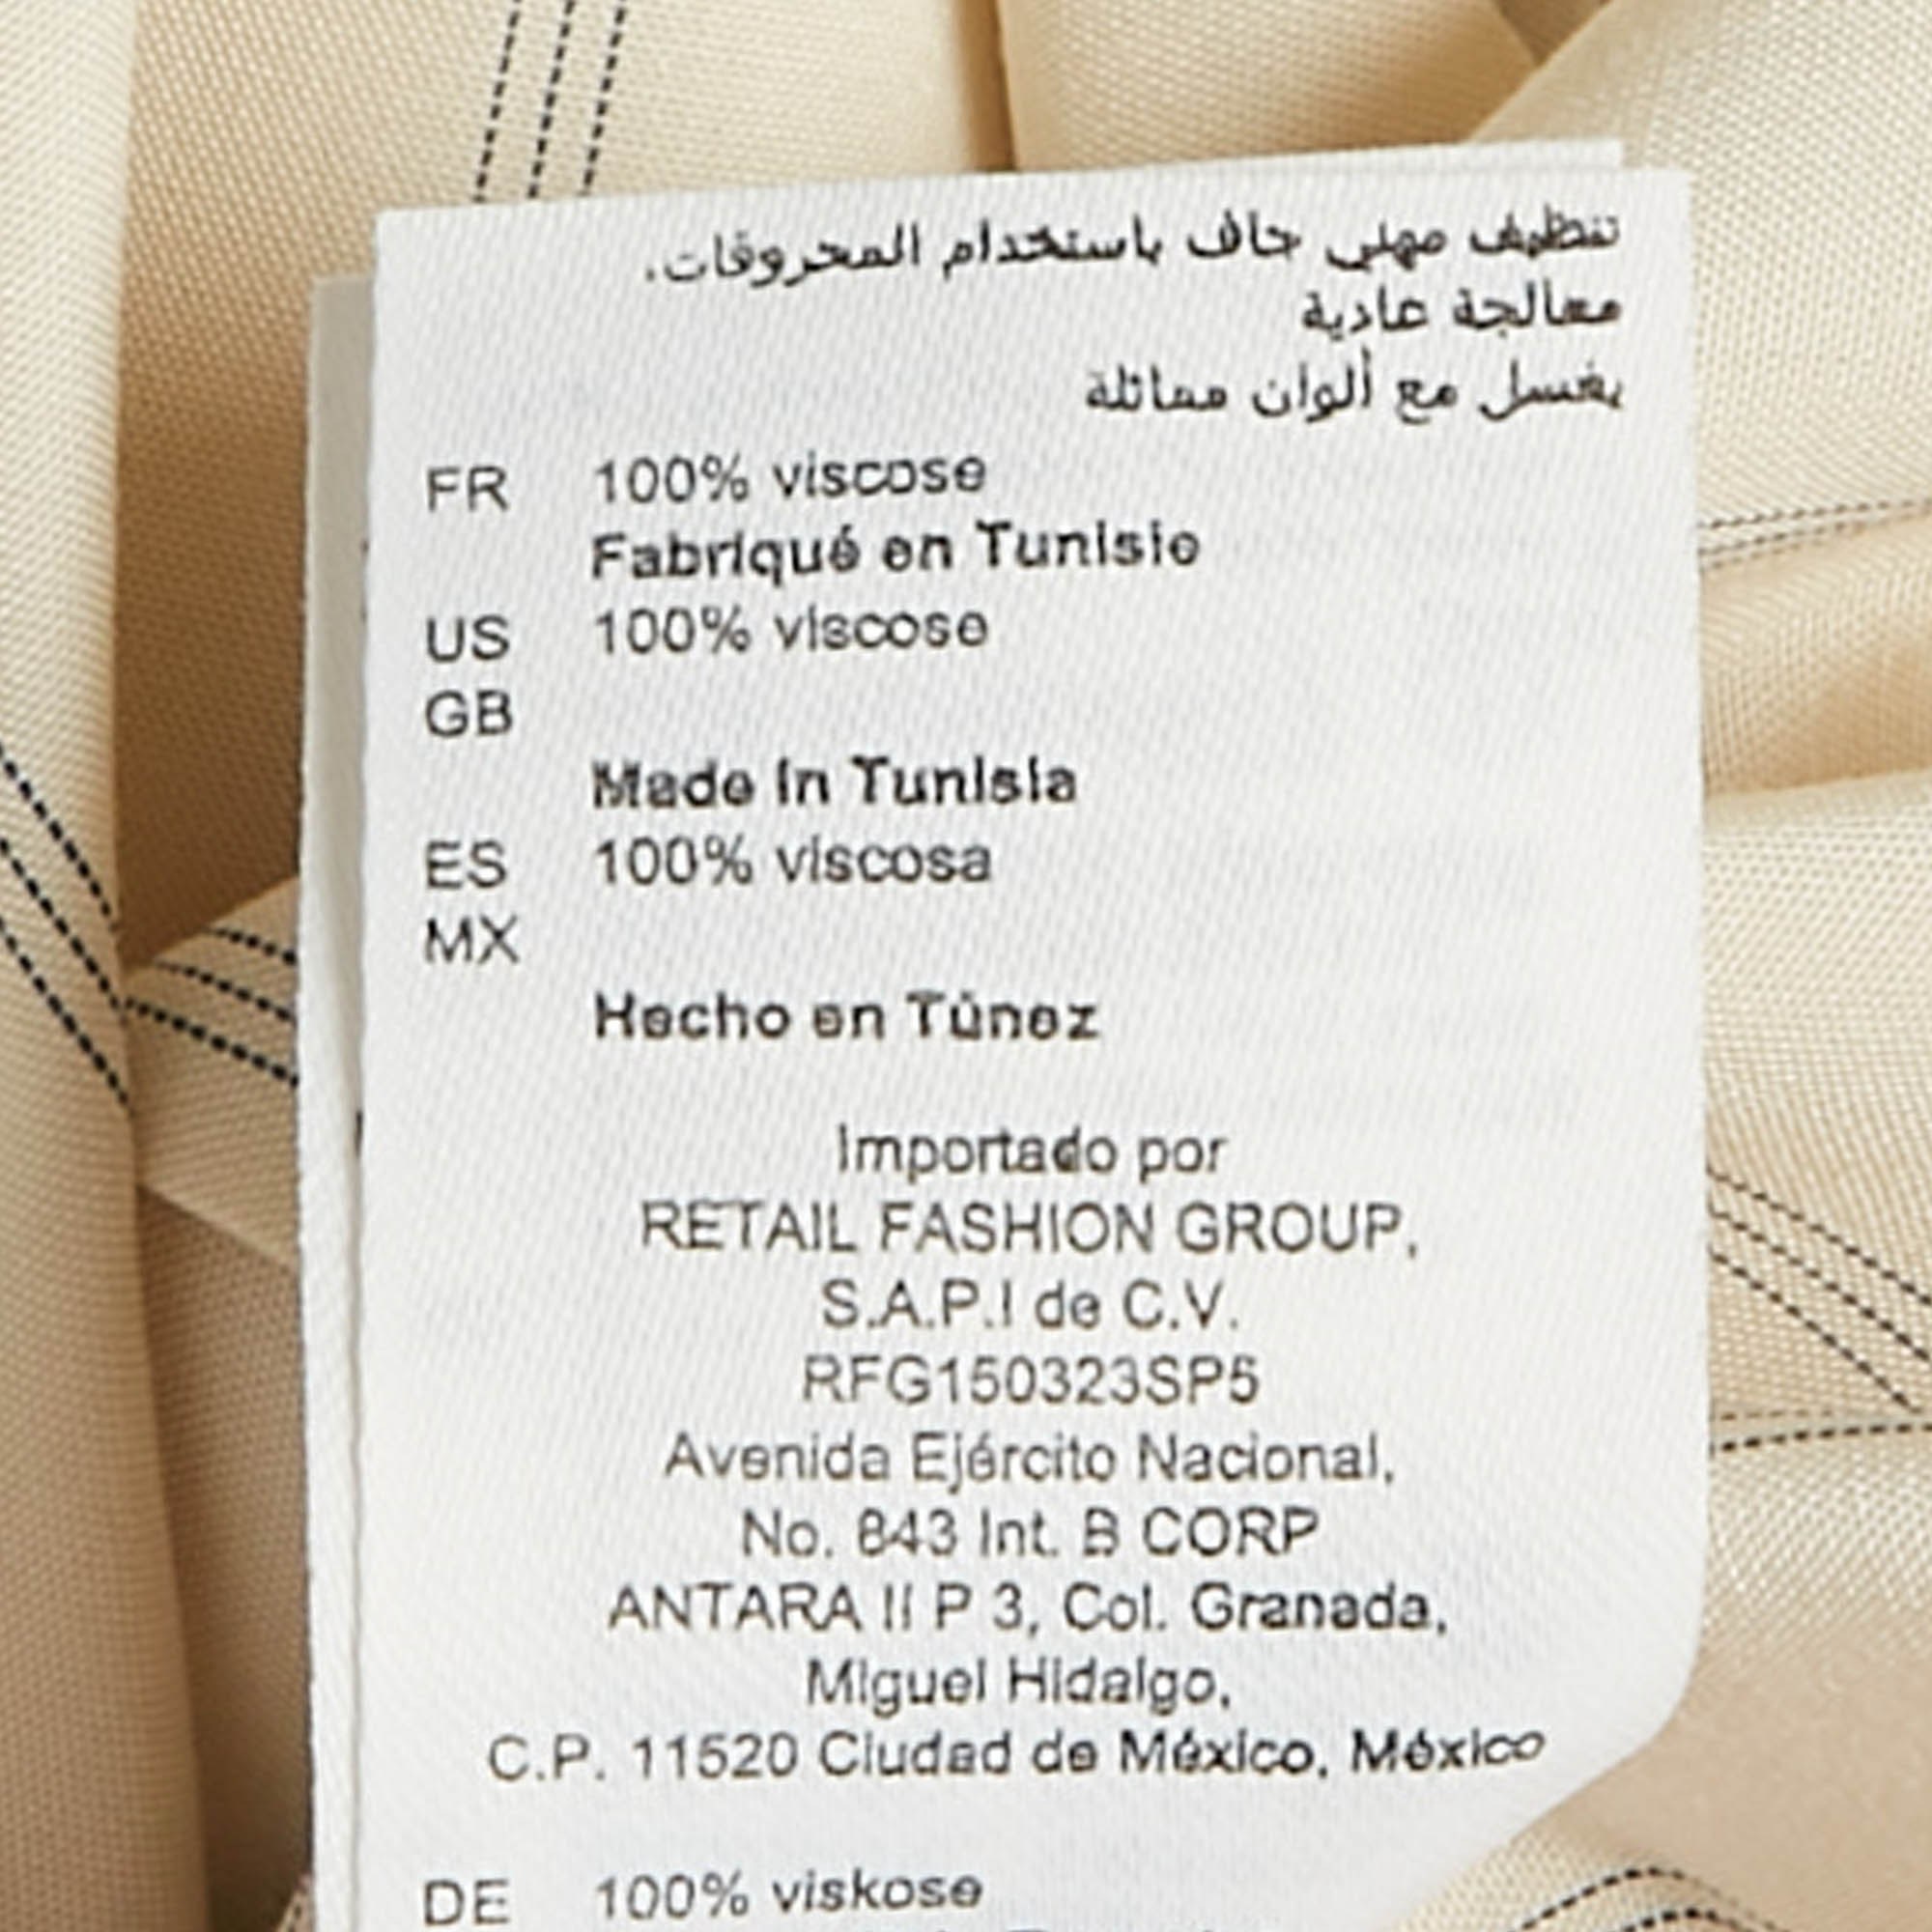 تنظيف مهني جاف باستخدام المحروقات.
معالجة عادية
يغسل مع ألوان مماثلة
FR 100% viscose
Fabriqué en Tunisie
US 100% viscose
GB
Made in Tunisia
ES 100% viscosa
MX
Hecho en Túnez
Importado por
RETAIL FASHION GROUP,
S.A.P.I de C.V.
RFG150323SP5
Avenida Ejército Nacional,
No. 843 Int. B CORP
ANTARA II P 3, Col. Granada,
Miguel Hidalgo,
C.P. 11520 Ciudad de México, México
DE 100% viskose